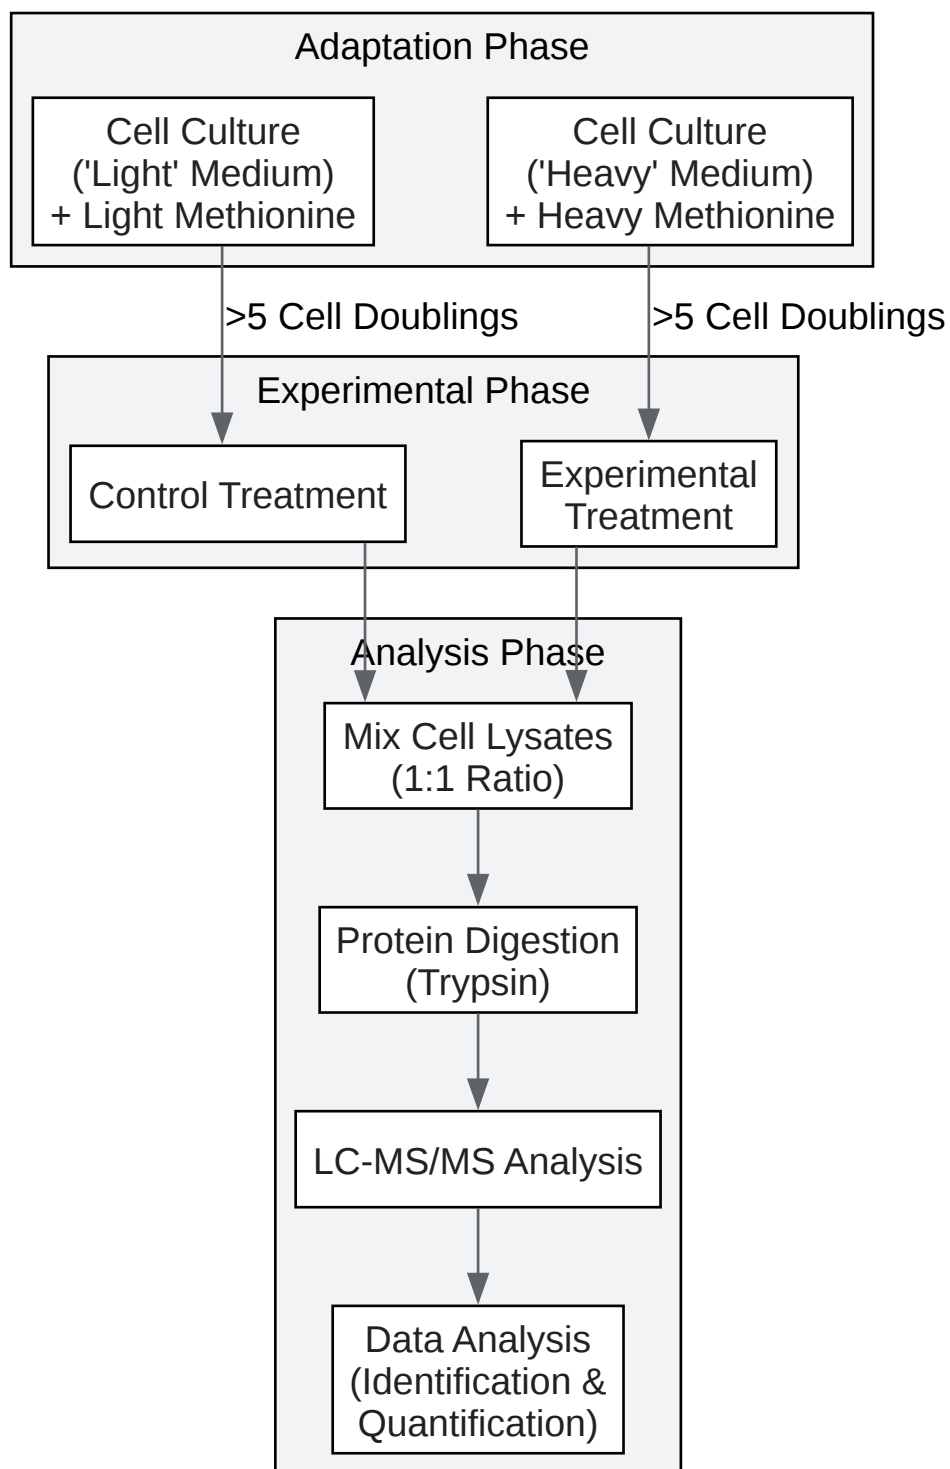 Adaptation Phase
Cell Culture
('Light' Medium)
+ Light Methionine
Cell Culture
('Heavy' Medium)
+ Heavy Methionine
>5 Cell Doublings
>5 Cell Doublings
Experimental Phase
Control Treatment
Experimental
Treatment
Analysis Phase
Mix Cell Lysates
(1:1 Ratio)
Protein Digestion
(Trypsin)
LC-MS/MS Analysis
Data Analysis
(Identification &
Quantification)